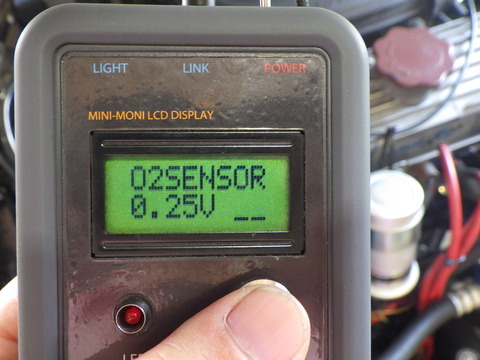 LIGHT LINK POWER
MINI-MONI LCD DISPLAY
O2SENSOR
0.25V __